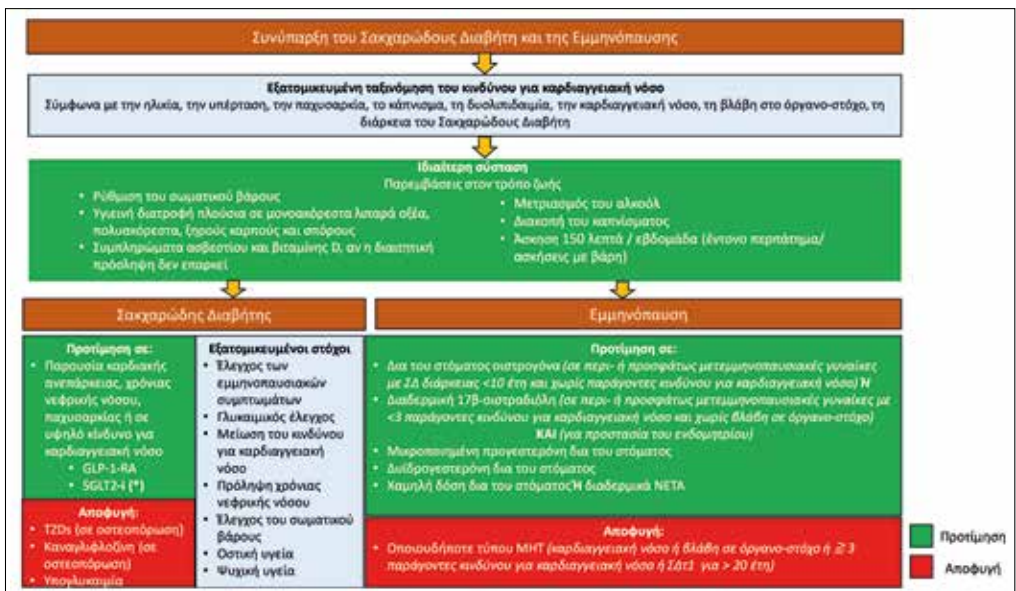 Συνύπαρξη του Σακχαρώδους Διαβήτη και της Εμμηνόπαυσης
Εξατομικευμένη ταξινόμηση του κινδύνου για καρδιαγγειακή νόσο
Σύμφωνα με την ηλικία, την υπέρταση, την παχυσαρκία, το κάπνισμα, τη δυσλιπιδαιμία, την καρδιαγγειακή νόσο, τη βλάβη στο όργανο-στόχο, τη
διάρκεια του Σακχαρώδους Διαβήτη
Ιδιαίτερη σύσταση
Παρεμβάσεις στον τρόπο ζωής
• Ρύθμιση του σωματικού βάρους
• Υγιεινή διατροφή πλούσια σε μονοακόρεστα λιπαρά οξέα,
πολυακόρεστα, ξηρούς καρπούς και σπόρους
• Συμπληρώματα ασβεστίου και βιταμίνης D, αν η διαιτητική
πρόσληψη δεν επαρκεί
• Μετριασμός του αλκοόλ
• Διακοπή του καπνίσματος
• Άσκηση 150 λεπτά / εβδομάδα (έντονο περπάτημα/
ασκήσεις με βάρη)
Σακχαρώδης Διαβήτης
Προτίμηση σε:
• Παρουσία καρδιακής
ανεπάρκειας, χρόνιας
νεφρικής νόσου,
παχυσαρκίας ή σε
υψηλό κίνδυνο για
καρδιαγγειακή νόσο
• GLP-1-RA
• SGLT2-i (*)
Αποφυγή:
• TZDs (σε οστεοπόρωση)
• Καναγλιφλοζίνη (σε
οστεοπόρωση)
• Υπογλυκαιμία
Εξατομικευμένοι στόχοι
• Έλεγχος των
εμμηνοπαυσιακών
συμπτωμάτων
• Γλυκαιμικός έλεγχος
• Μείωση του κινδύνου
για καρδιαγγειακή
νόσο
• Πρόληψη χρόνιας
νεφρικής νόσου
• Έλεγχος του σωματικού
βάρους
• Οστική υγεία
• Ψυχική υγεία
Εμμηνόπαυση
Προτίμηση σε:
• Δια του στόματος οιστρογόνα (σε περι- ή προσφάτως μετεμμηνοπαυσιακές γυναίκες
με ΣΔ διάρκειας <10 έτη και χωρίς παράγοντες κινδύνου για καρδιαγγειακή νόσο) Ή
• Διαδερμική 17β-οιστραδιόλη (σε περι- ή προσφάτως μετεμμηνοπαυσιακές γυναίκες με
<3 παράγοντες κινδύνου για καρδιαγγειακή νόσο και χωρίς βλάβη σε όργανο-στόχο)
ΚΑΙ (για προστασία του ενδομητρίου)
• Μικροποιημένη προγεστερόνη δια του στόματος
• Δυϊδρογεστερόνη δια του στόματος
• Χαμηλή δόση δια του στόματος Ή διαδερμικά NETA
Αποφυγή:
• Οποιουδήποτε τύπου MHT (καρδιαγγειακή νόσο ή βλάβη σε όργανο-στόχο ή ≥ 3
παράγοντες κινδύνου για καρδιαγγειακή νόσο ή ΣΔτ1 για > 20 έτη)
Προτίμηση
Αποφυγή